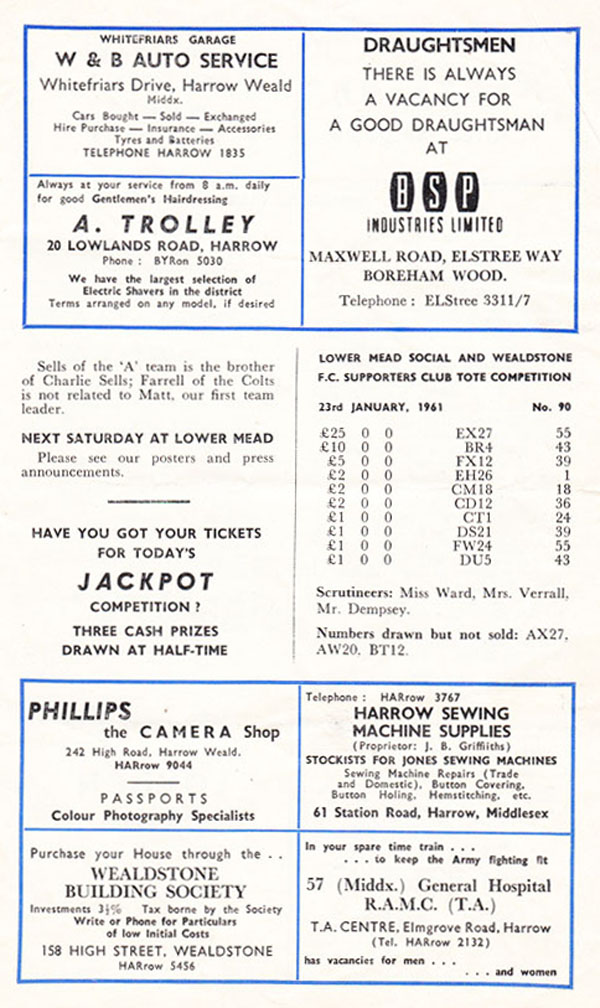 WHITEFRIARS GARAGE
W & B AUTO SERVICE
Whitefriars Drive, Harrow Weald
Middx.
Cars Bought — Sold — Exchanged
Hire Purchase — Insurance — Accessories
Tyres and Batteries
TELEPHONE HARROW 1835
Always at your service from 8 a.m. daily
for good Gentlemen's Hairdressing
A. TROLLEY
20 LOWLANDS ROAD, HARROW
Phone : BYRon 5030
We have the largest selection of
Electric Shavers in the district
Terms arranged on any model, if desired
DRAUGHTSMEN
THERE IS ALWAYS
A VACANCY FOR
A GOOD DRAUGHTSMAN
AT
BSP
INDUSTRIES LIMITED
MAXWELL ROAD, ELSTREE WAY
BOREHAM WOOD.
Telephone : ELStree 3311/7
Sells of the 'A' team is the brother
of Charlie Sells; Farrell of the Colts
is not related to Matt, our first team
leader.
NEXT SATURDAY AT LOWER MEAD
Please see our posters and press
announcements.
HAVE YOU GOT YOUR TICKETS
FOR TODAY'S
JACKPOT
COMPETITION ?
THREE CASH PRIZES
DRAWN AT HALF-TIME
LOWER MEAD SOCIAL AND WEALDSTONE
F.C. SUPPORTERS CLUB TOTE COMPETITION
23rd JANUARY, 1961 No. 90
£25 0 0 EX27 55
£10 0 0 BR4 43
£5 0 0 FX12 39
£2 0 0 EH26 1
£2 0 0 CM18 18
£2 0 0 CD12 36
£1 0 0 CT1 24
£1 0 0 DS21 39
£1 0 0 FW24 55
£1 0 0 DU5 43
Scrutineers: Miss Ward, Mrs. Verrall,
Mr. Dempsey.
Numbers drawn but not sold: AX27,
AW20, BT12.
PHILLIPS
the CAMERA Shop
242 High Road, Harrow Weald.
HARrow 9044
PASSPORTS
Colour Photography Specialists
Telephone : HARrow 3767
HARROW SEWING
MACHINE SUPPLIES
(Proprietor: J. B. Griffiths)
STOCKISTS FOR JONES SEWING MACHINES
Sewing Machine Repairs (Trade
and Domestic), Button Covering,
Button Holing, Hemstitching, etc.
61 Station Road, Harrow, Middlesex
Purchase your House through the . .
WEALDSTONE
BUILDING SOCIETY
Investments 3½% Tax borne by the Society
Write or Phone for Particulars
of low Initial Costs
158 HIGH STREET, WEALDSTONE
HARrow 5456
In your spare time train . . .
. . . to keep the Army fighting fit
57 (Middx.) General Hospital
R.A.M.C. (T.A.)
T.A. CENTRE, Elmgrove Road, Harrow
(Tel. HARrow 2132)
has vacancies for men . . .
. . . and women